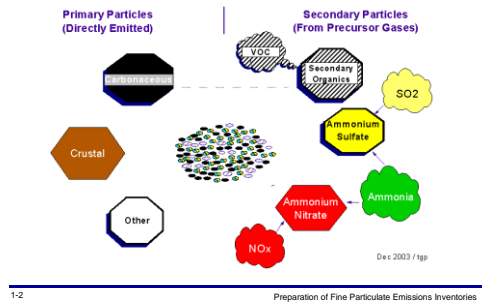 Primary Particles
(Directly Emitted)
Secondary Particles
(From Precursor Gases)
VOC
Carbonaceous
Secondary
Organics
SO2
Ammonium
Sulfate
Crustal
Ammonia
Ammonium
Nitrate
Other
NOx
Dec 2003 / tgp
1-2
Preparation of Fine Particulate Emissions Inventories